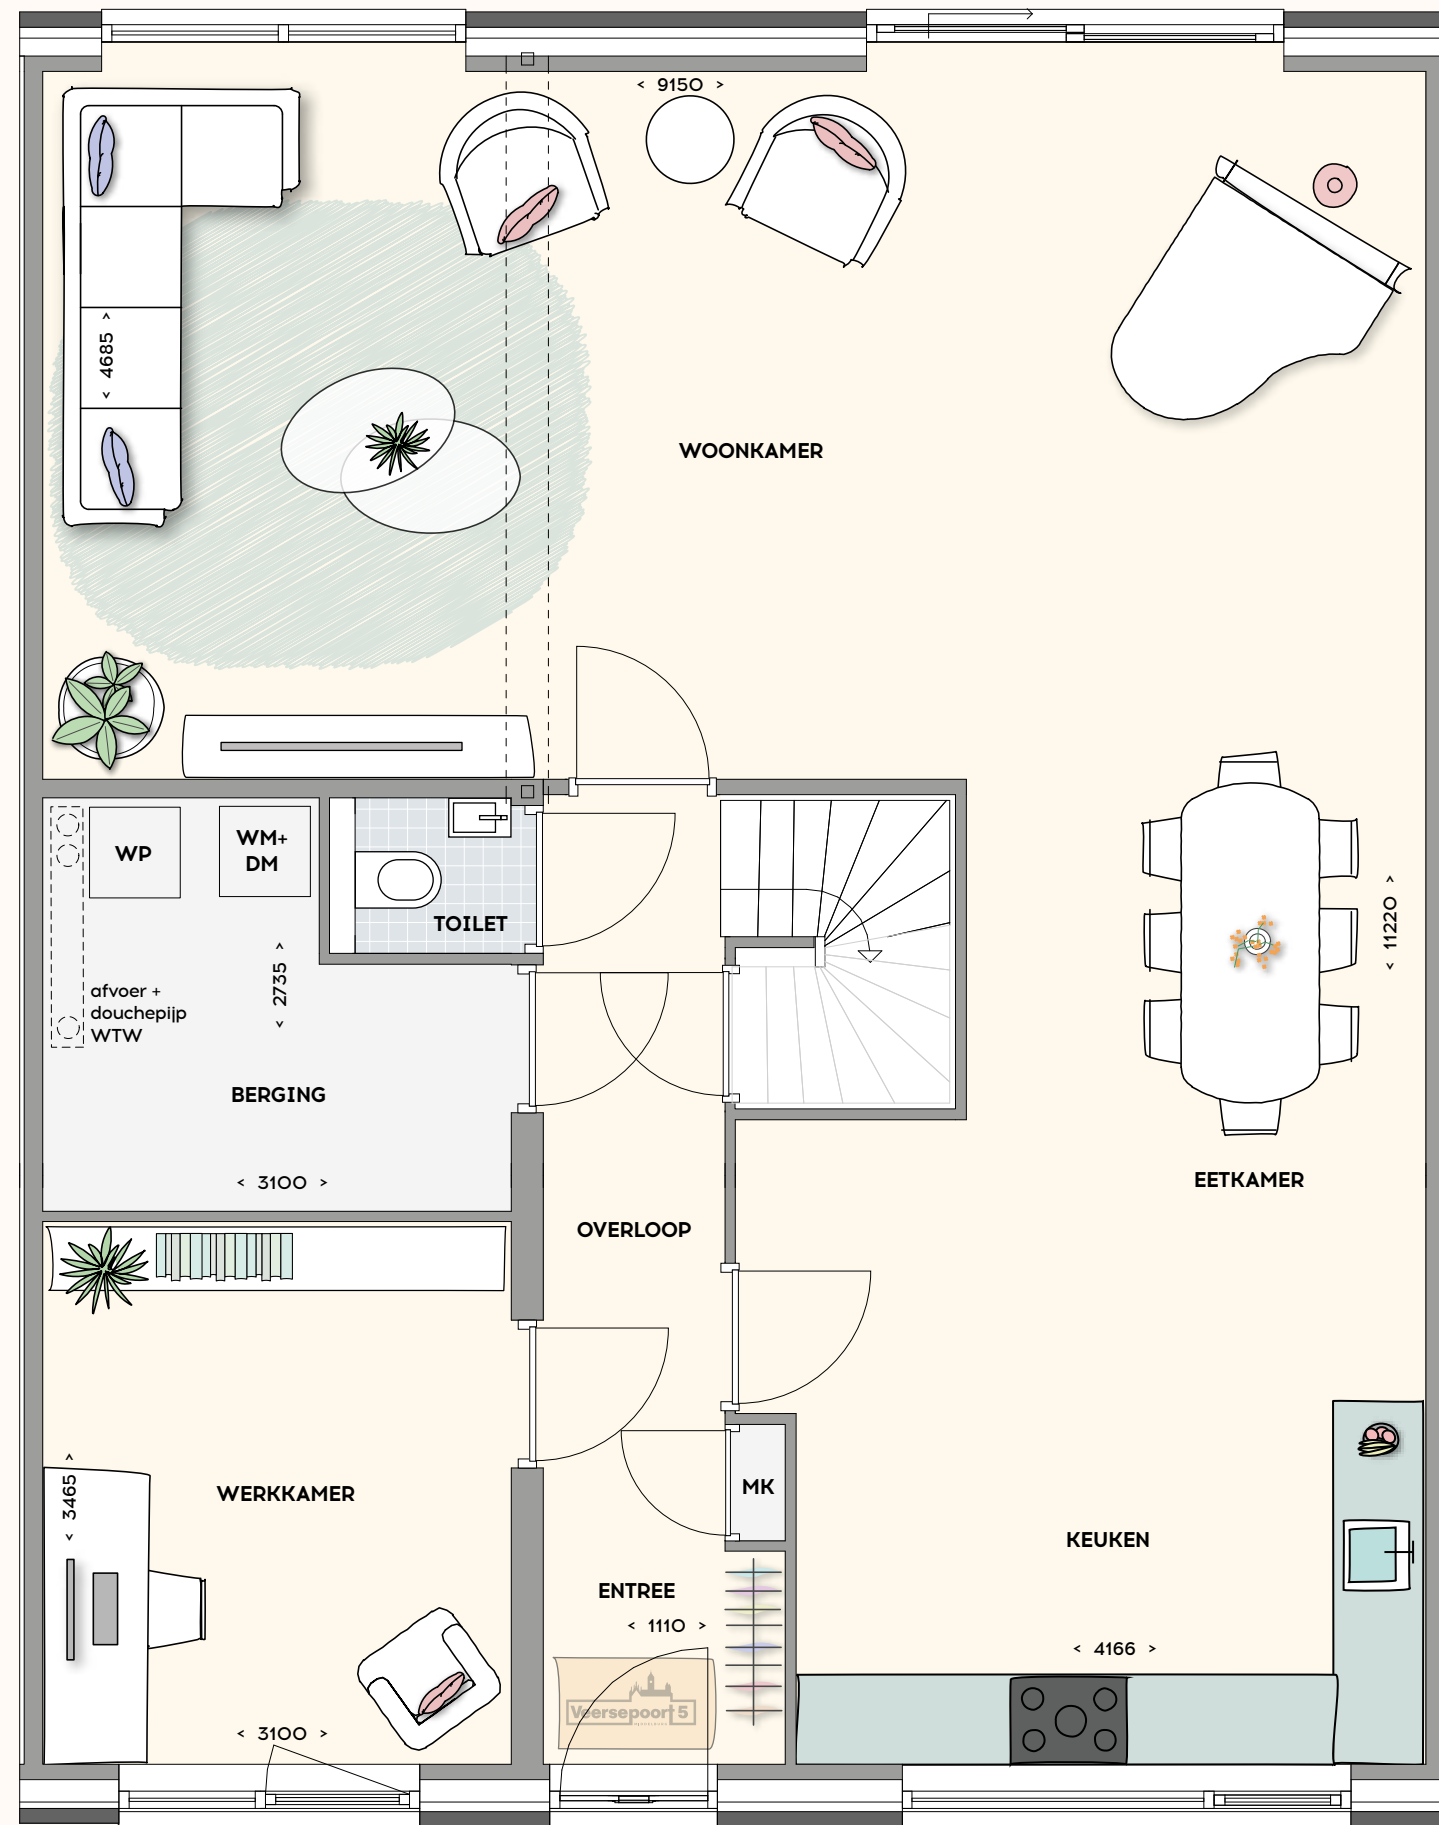 < 9150 >
< 4685 >
WOONKAMER
WP
WM+
DM
TOILET
< 11220 >
< 2735 >
afvoer +
douchepijp
WTW
BERGING
< 3100 >
EETKAMER
OVERLOOP
< 3465 >
WERKKAMER
MK
KEUKEN
ENTREE
< 1110 >
< 4166 >
Veersepoort 5
< 3100 >